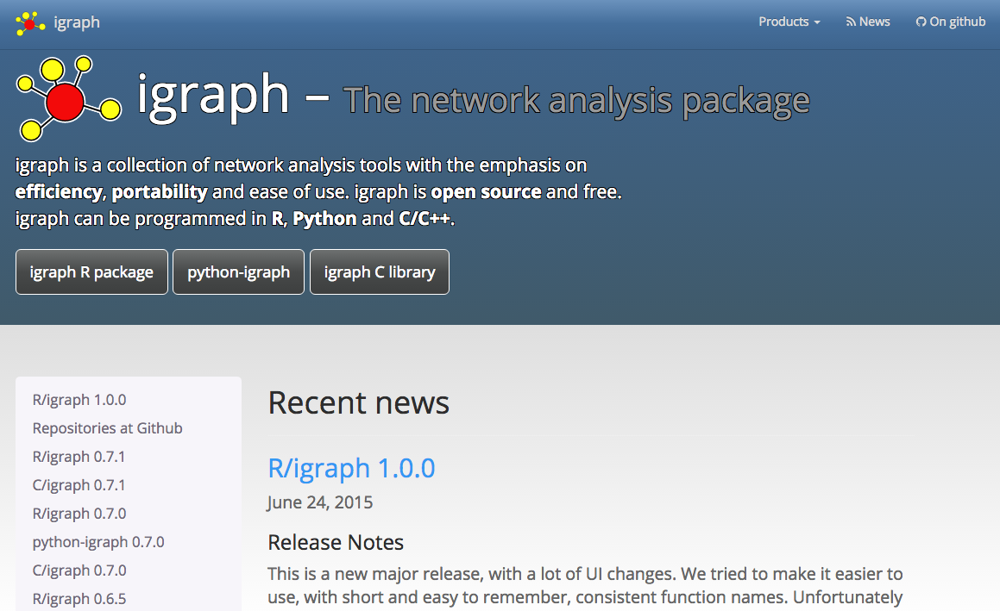 igraph
Products
News
On github
igraph – The network analysis package
igraph is a collection of network analysis tools with the emphasis on
efficiency, portability and ease of use. igraph is open source and free.
igraph can be programmed in R, Python and C/C++.
igraph R package
python-igraph
igraph C library
R/igraph 1.0.0
Repositories at Github
R/igraph 0.7.1
C/igraph 0.7.1
R/igraph 0.7.0
python-igraph 0.7.0
C/igraph 0.7.0
R/igraph 0.6.5
Recent news
R/igraph 1.0.0
June 24, 2015
Release Notes
This is a new major release, with a lot of UI changes. We tried to make it easier to
use, with short and easy to remember, consistent function names. Unfortunately